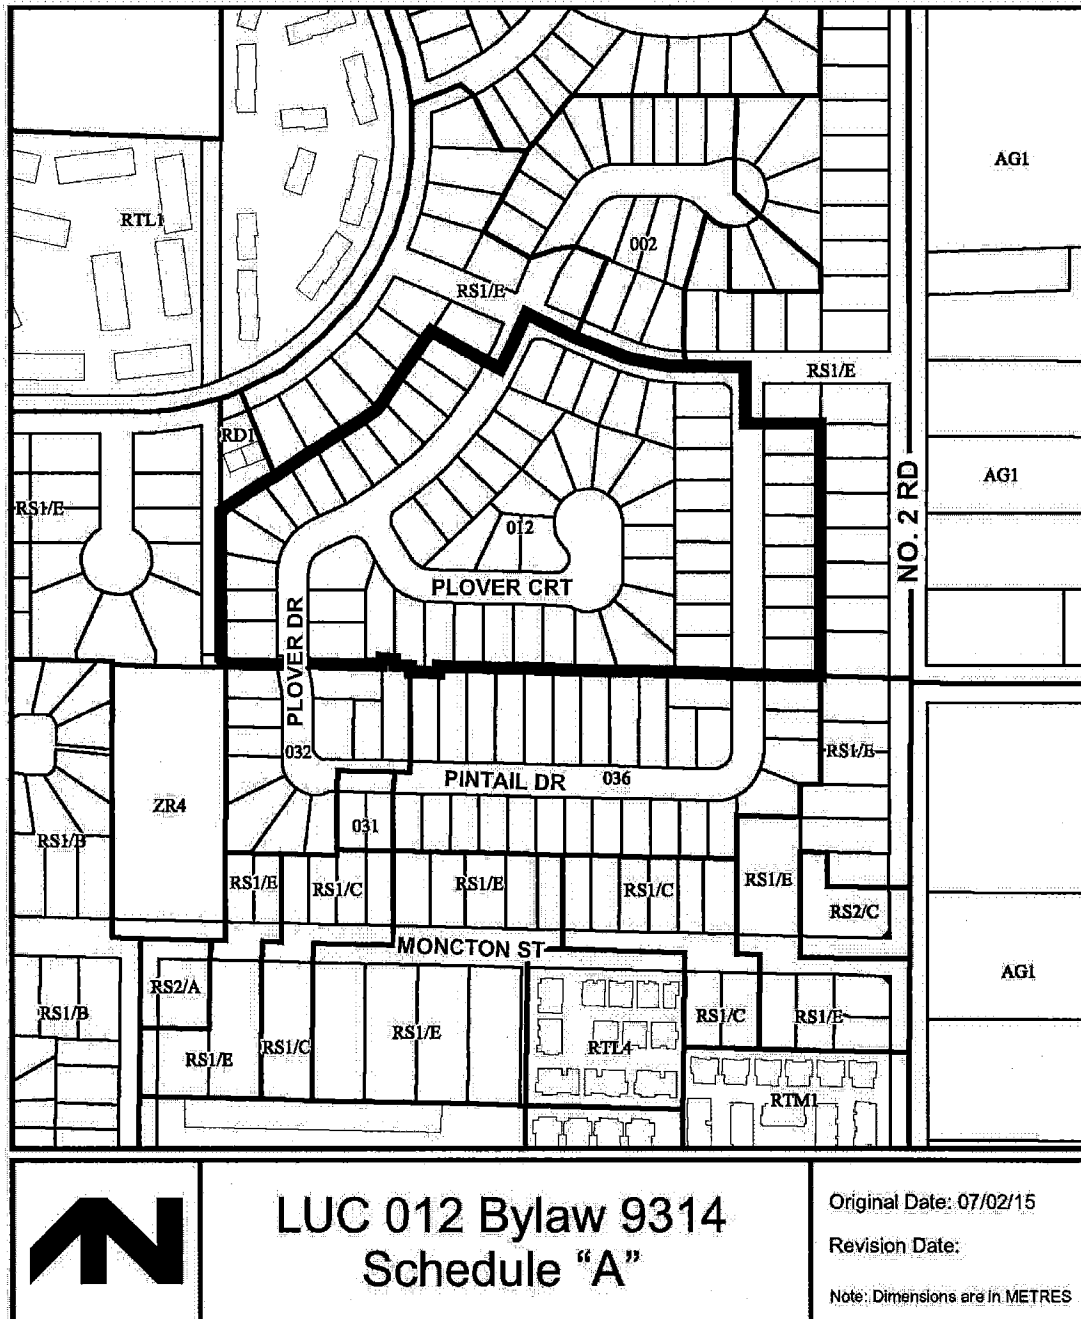 AG1
RTL1
002
RS1/E
RS1/E
RD1
AG1
RS1/E
NO. 2 RD
012
PLOVER CRT
PLOVER DR
032
RS1/E
PINTAIL DR
036
ZR4
031
RS1/B
RS1/E
RS1/C
RS1/E
RS1/C
RS1/E
RS2/C
MONCTON ST
AG1
RS2/A
RS1/B
RS1/E
RS1/C
RS1/E
RS1/C
RS1/E
RTL4
RTM1
LUC 012 Bylaw 9314
Schedule “A”
Original Date: 07/02/15
Revision Date:
Note: Dimensions are in METRES